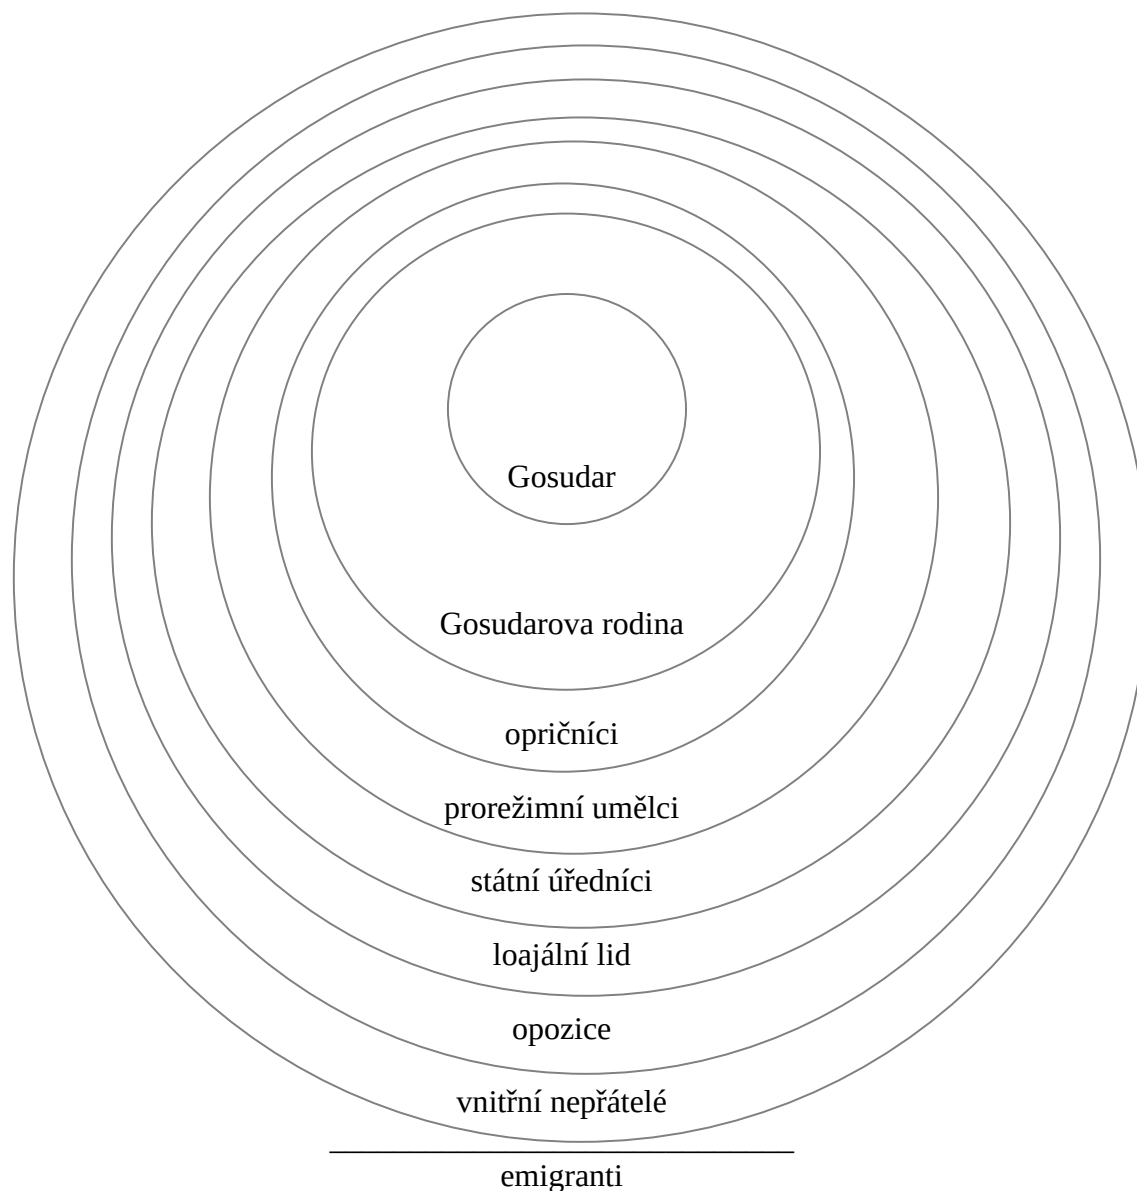 Gosudar
Gosudarova rodina
opričníci
prorežimní umělci
státní úředníci
loajální lid
opozice
vnitřní nepřátelé
emigranti